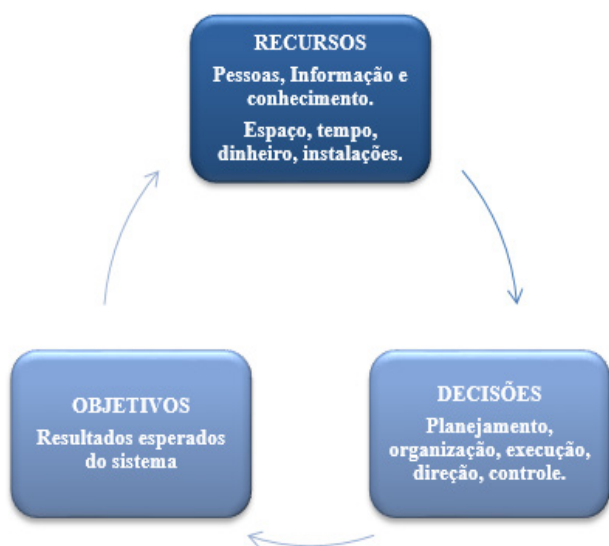 RECURSOS
Pessoas, Informação e
conhecimento.
Espaço, tempo,
dinheiro, instalações.
OBJETIVOS
Resultados esperados
do sistema
DECISÕES
Planejamento,
organização, execução,
direção, controle.